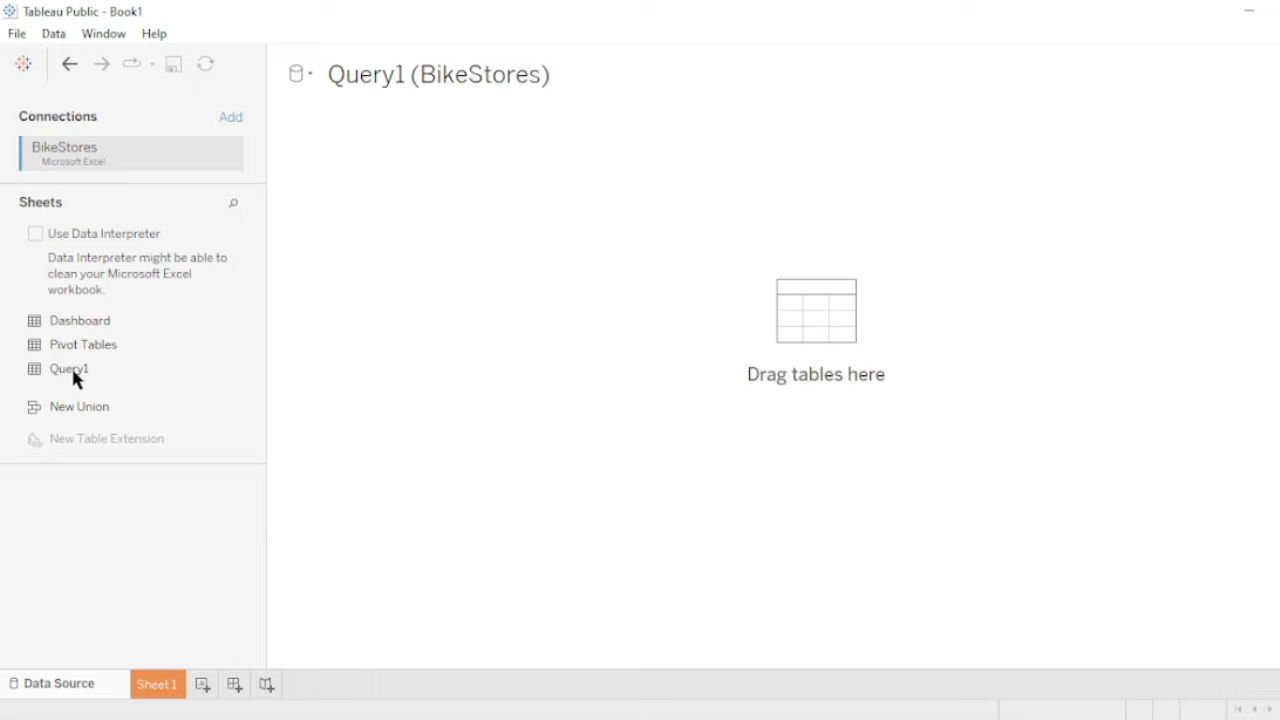 Tableau Public - Book1
File Data Window Help
Connections Add
BikeStores
Microsoft Excel
Sheets
Use Data Interpreter
Data Interpreter might be able to
clean your Microsoft Excel
workbook.
Dashboard
Pivot Tables
Query1
New Union
New Table Extension
Query1 (BikeStores)
Drag tables here
Data Source Sheet 1